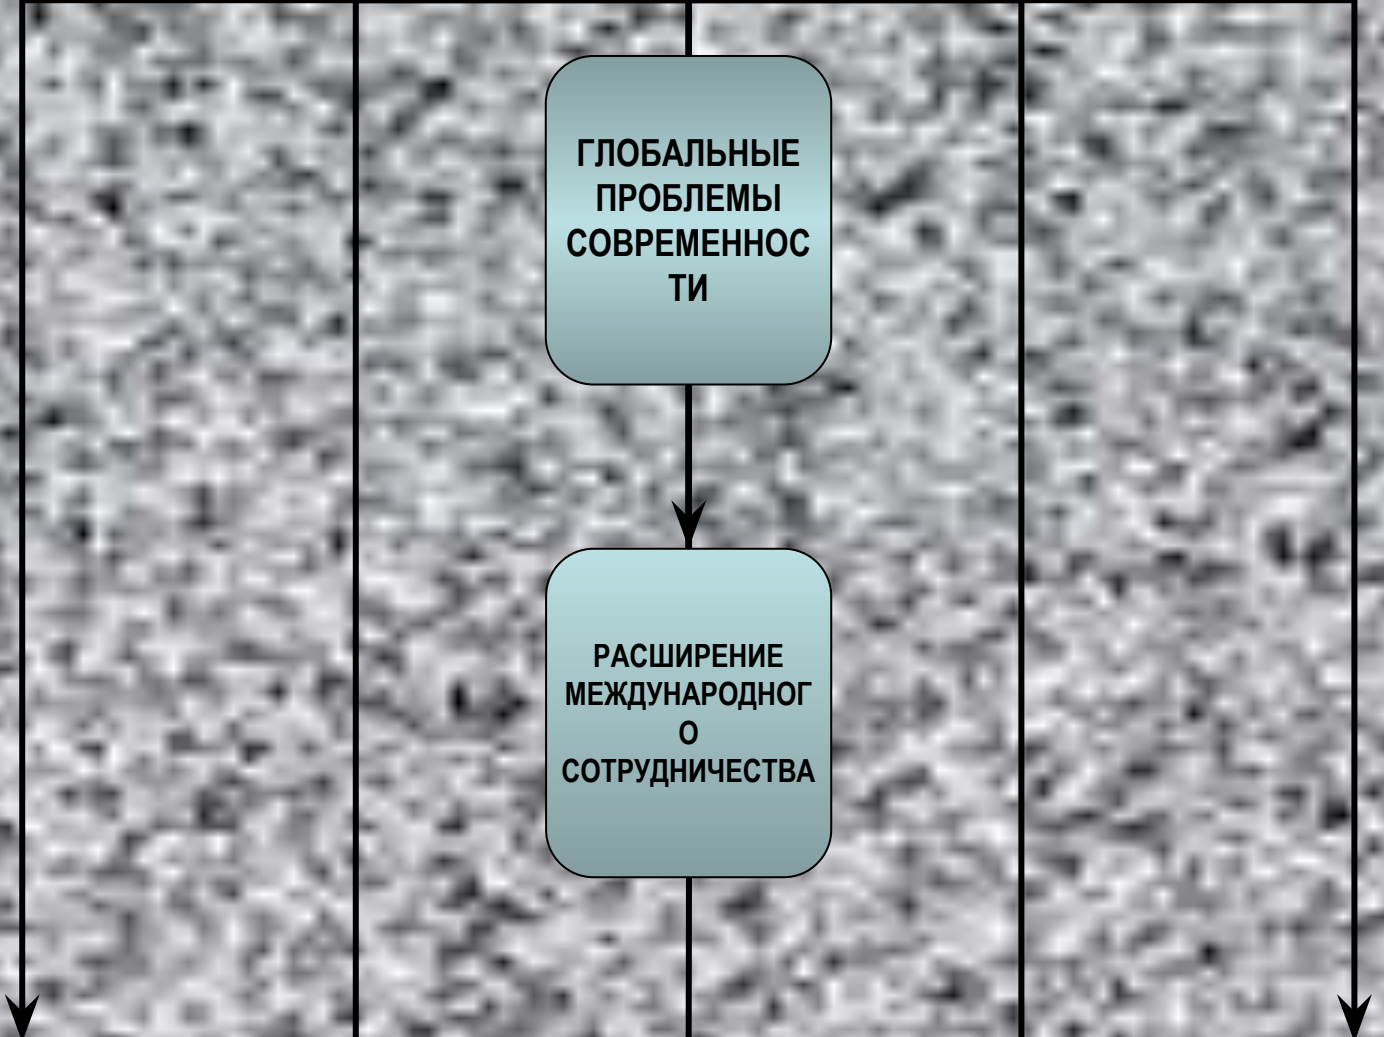 ГЛОБАЛЬНЫЕ
ПРОБЛЕМЫ
СОВРЕМЕННОС
ТИ
РАСШИРЕНИЕ
МЕЖДУНАРОДНОГ
О
СОТРУДНИЧЕСТВА